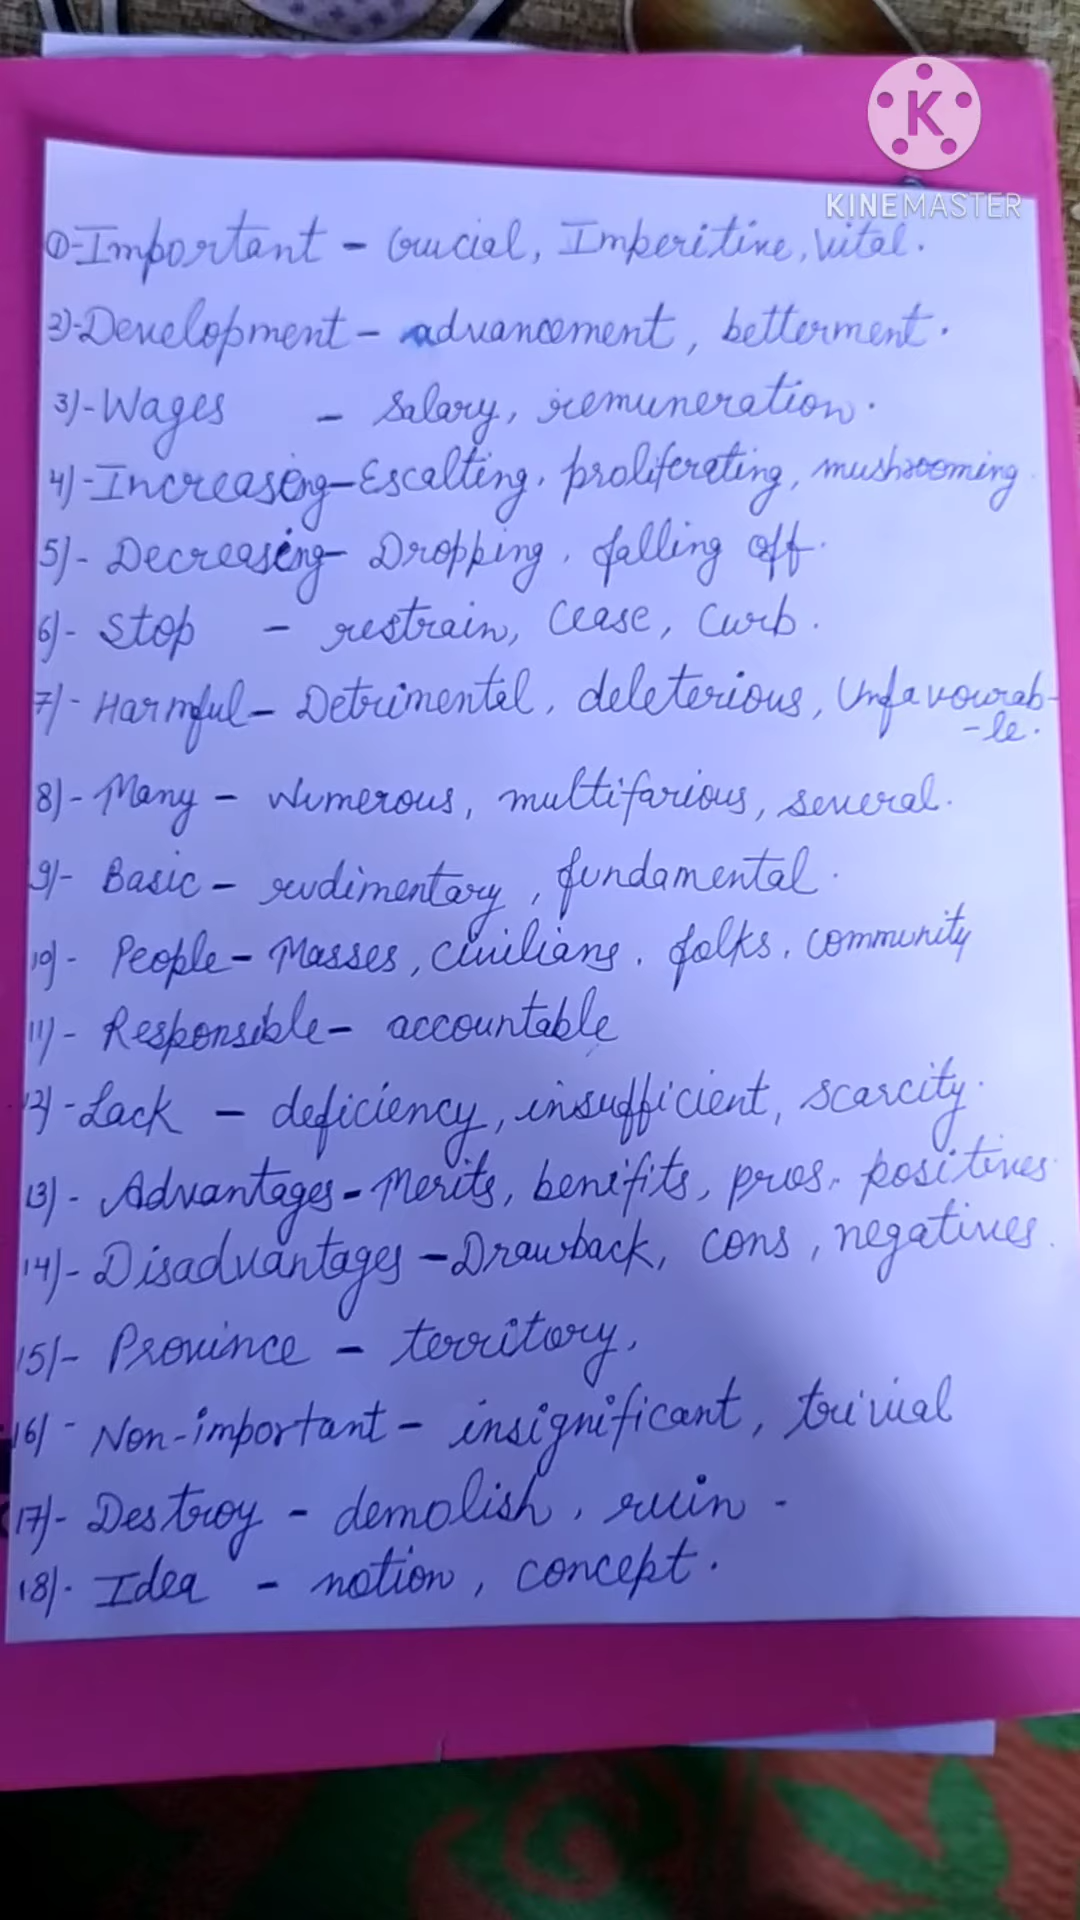 K
KINEMASTER
①-Important - Crucial, Imperitive, Vital.
2)-Development - advancement, betterment.
3)-Wages - Salary, remuneration.
4)-Increasing-Escalting, proliferating, mushrooming
5)- Decreasing- Dropping, falling off.
6)- Stop - restrain, Cease, Curb.
7)- Harmful- Detrimentel, deleterious, Unfavourab-
-le.
8)- Many - Numerous, multifarious, several.
9)- Basic - rudimentary, fundamental.
10)- People- Masses, Civilians, folks, community
11)- Responsible- accountable
12)-Lack - deficiency, insufficient, scarcity.
13)- Advantages-Merits, benifits, pros, positives.
14)- Disadvantages -Drawback, cons, negatives.
15)- Province - territory,
16)- Non-important- insignificant, trivial
17)- Destroy - demolish, ruin -
18)- Idea - notion, concept.